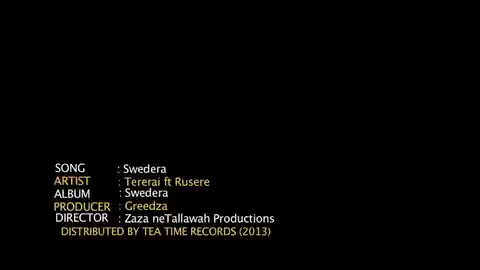 SONG : Swedera
ARTIST : Tererai ft Rusere
ALBUM : Swedera
PRODUCER : Greedza
DIRECTOR : Zaza neTallawah Productions
DISTRIBUTED BY TEA TIME RECORDS (2013)